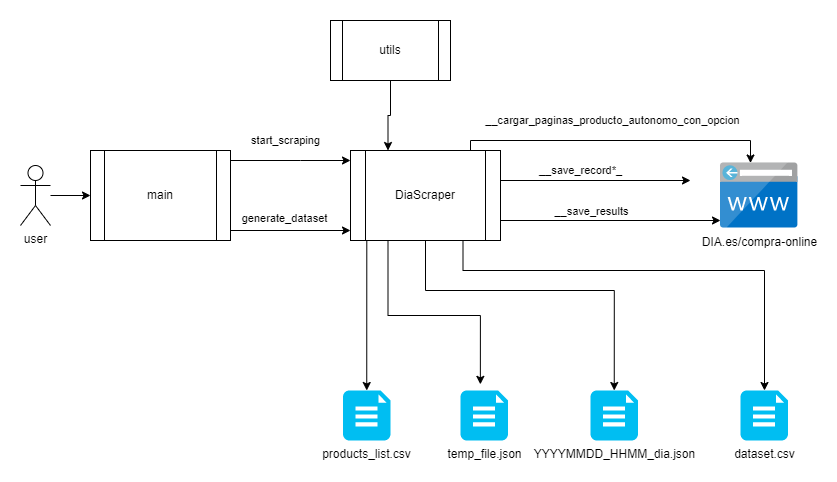 utils
__cargar_paginas_producto_autonomo_con_opcion
start_scraping
__save_record*_
main
DiaScraper
www
generate_dataset
__save_results
user
DIA.es/compra-online
products_list.csv
temp_file.json
YYYYMMDD_HHMM_dia.json
dataset.csv